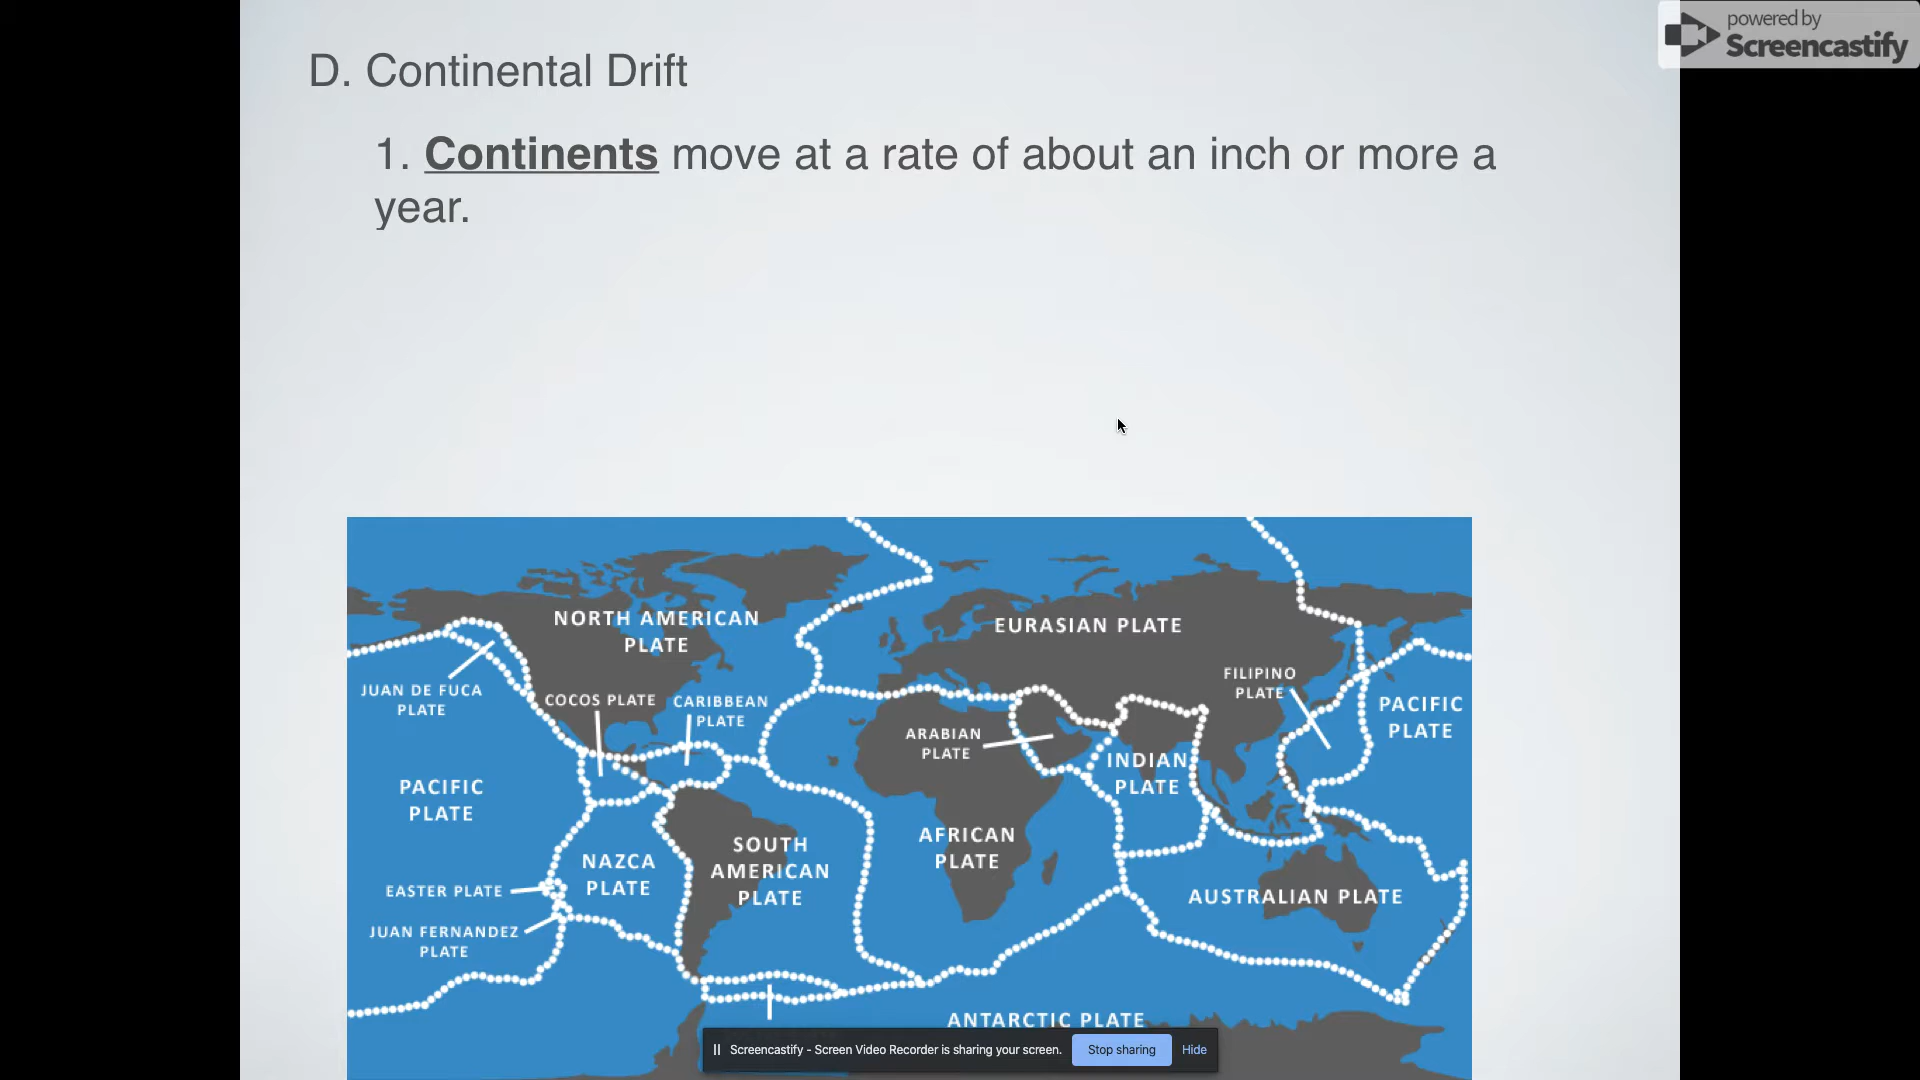 powered by
Screencastify
D. Continental Drift
1. Continents move at a rate of about an inch or more a
year.
NORTH AMERICAN
PLATE
EURASIAN PLATE
JUAN DE FUCA
PLATE
COCOS PLATE
CARIBBEAN
PLATE
FILIPINO
PLATE
PACIFIC
PLATE
ARABIAN
PLATE
INDIAN
PLATE
PACIFIC
PLATE
NAZCA
PLATE
SOUTH
AMERICAN
PLATE
AFRICAN
PLATE
EASTER PLATE
AUSTRALIAN PLATE
JUAN FERNANDEZ
PLATE
ANTARCTIC PLATE
Screencastify - Screen Video Recorder is sharing your screen.
Stop sharing
Hide